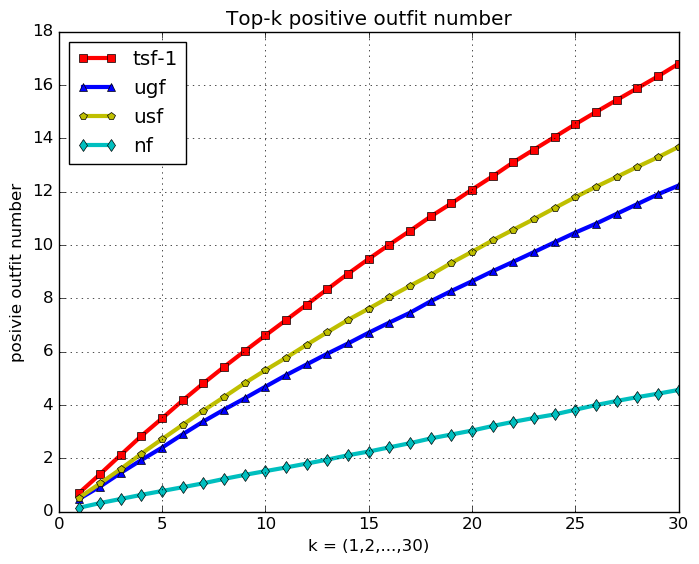 Top-k positive outfit number
18
16
14
12
10
8
6
4
2
0
posivie outfit number
tsf-1
ugf
usf
nf
0 5 10 15 20 25 30
k = (1,2,...,30)